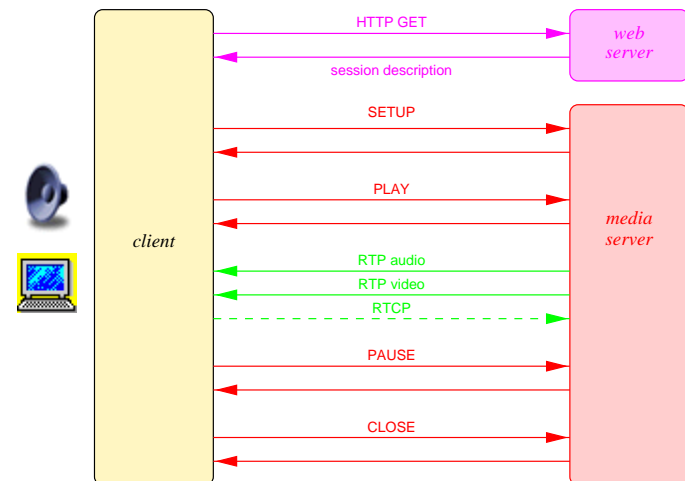 HTTP GET
web
server
session description
SETUP
PLAY
client
media
server
RTP audio
RTP video
RTCP
PAUSE
CLOSE